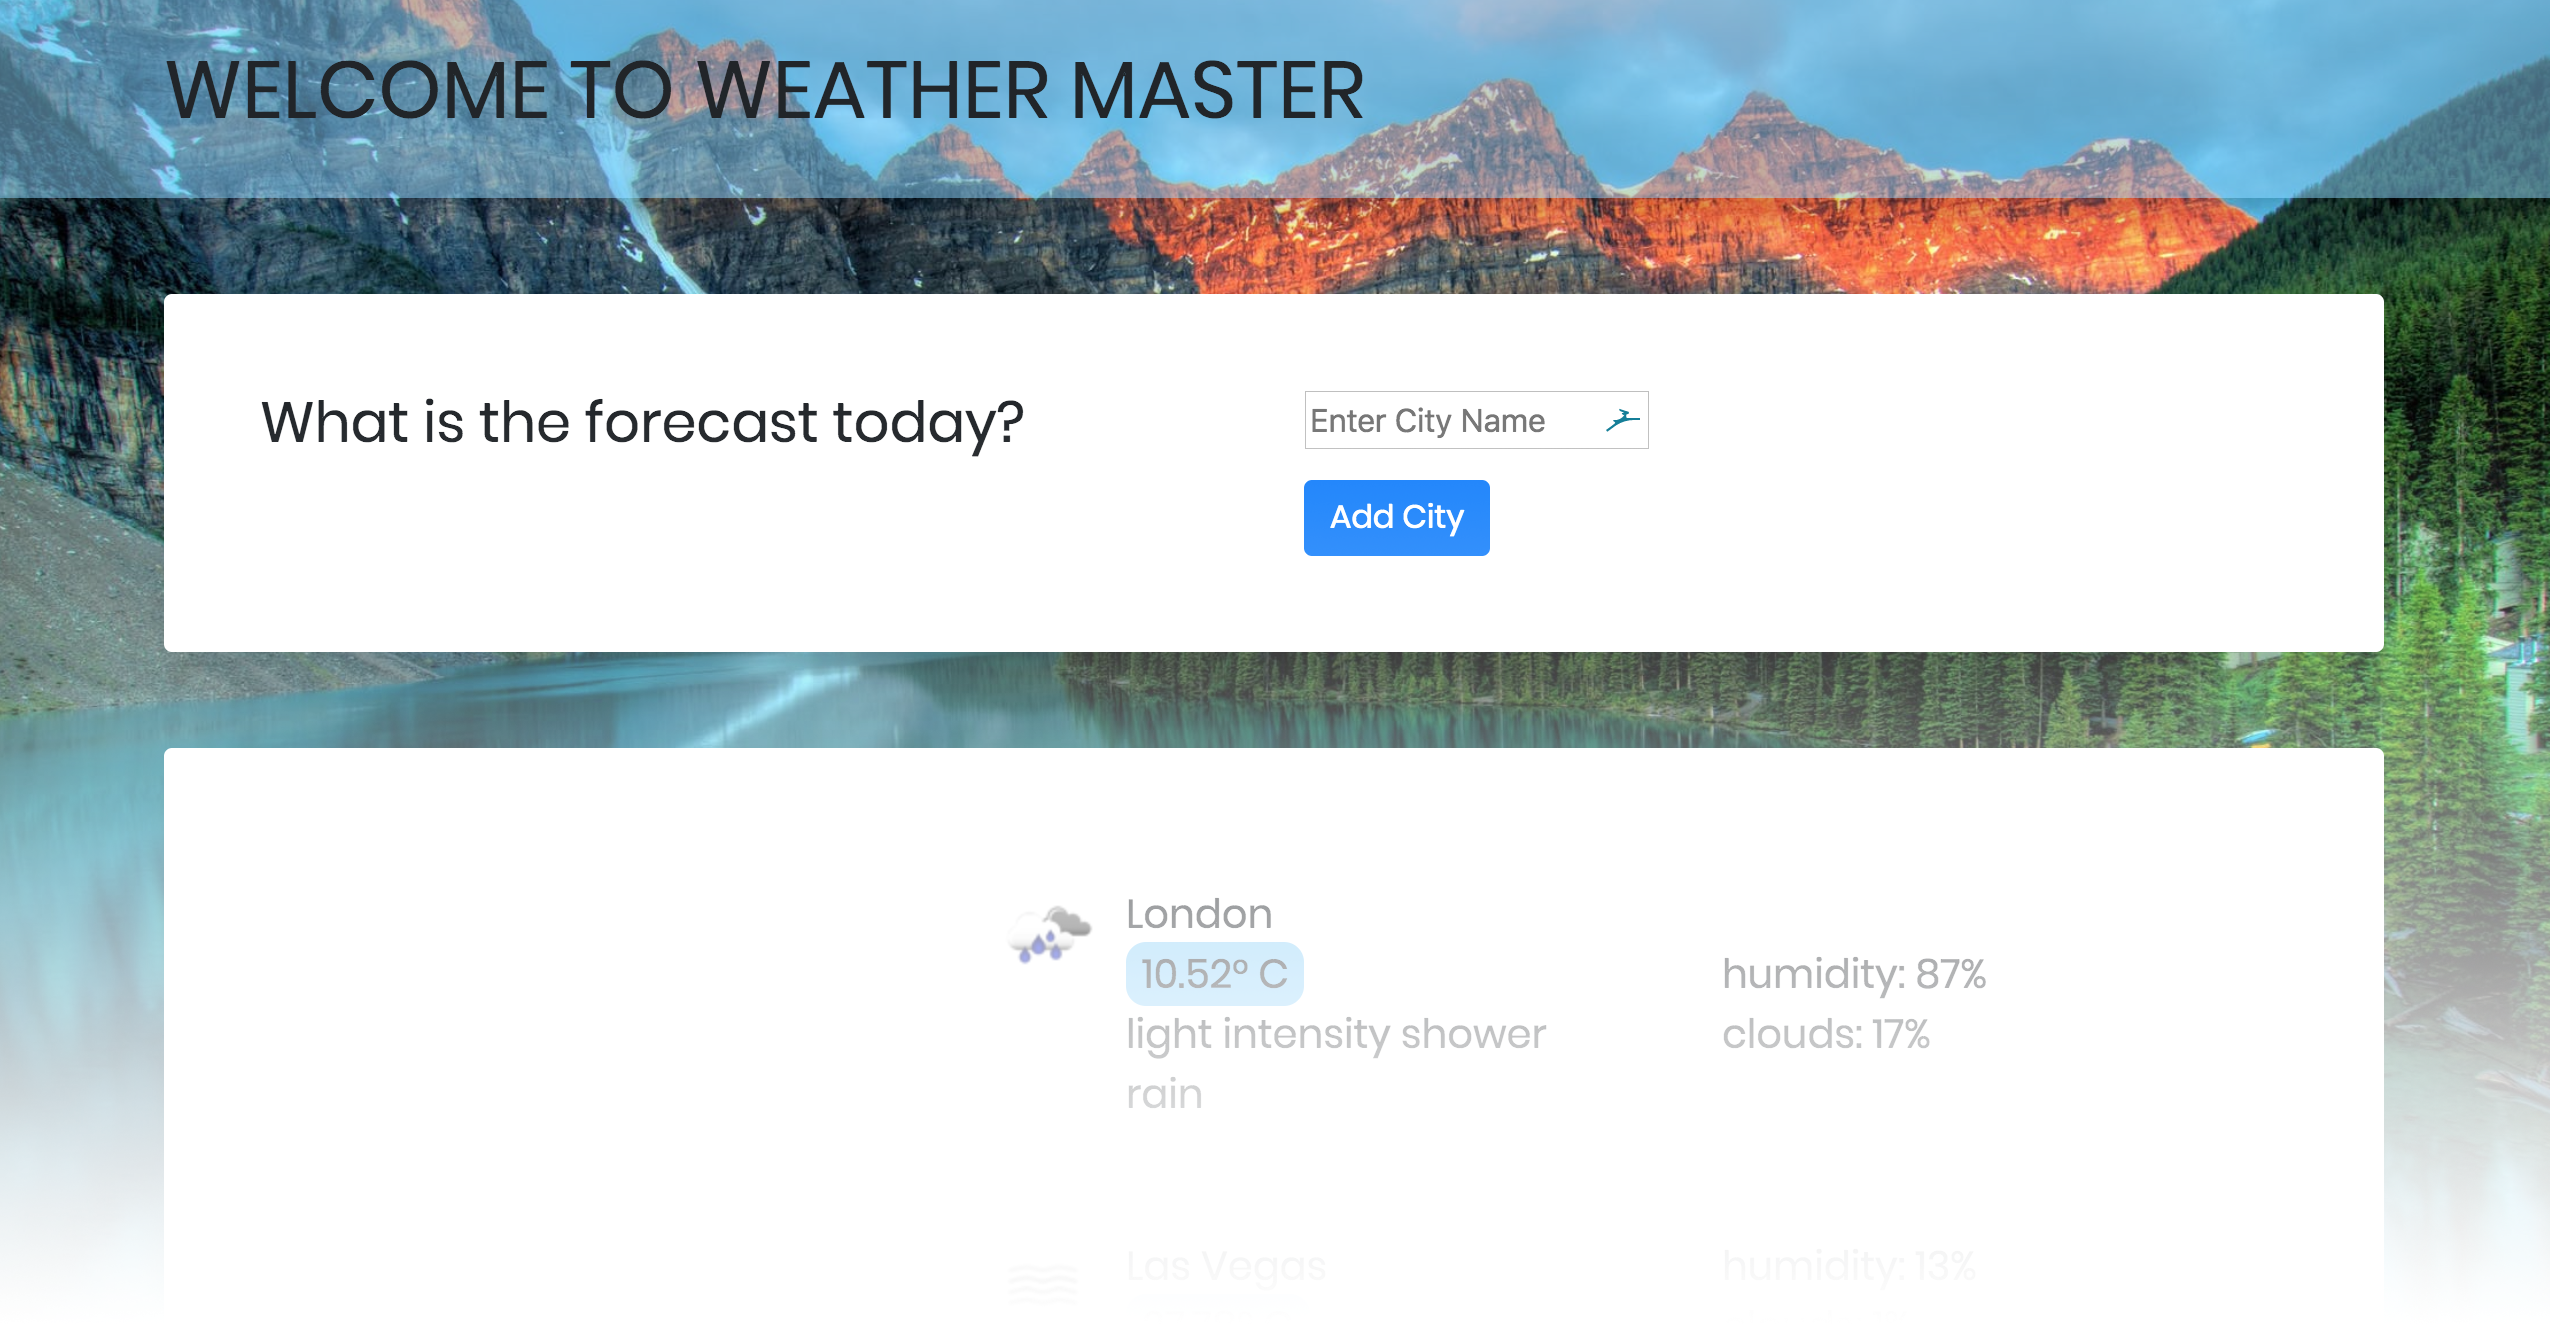 WELCOME TO WEATHER MASTER
What is the forecast today?
Enter City Name
Add City
London
10.52° C
humidity: 87%
light intensity shower
clouds: 17%
rain
Las Vegas
humidity: 13%